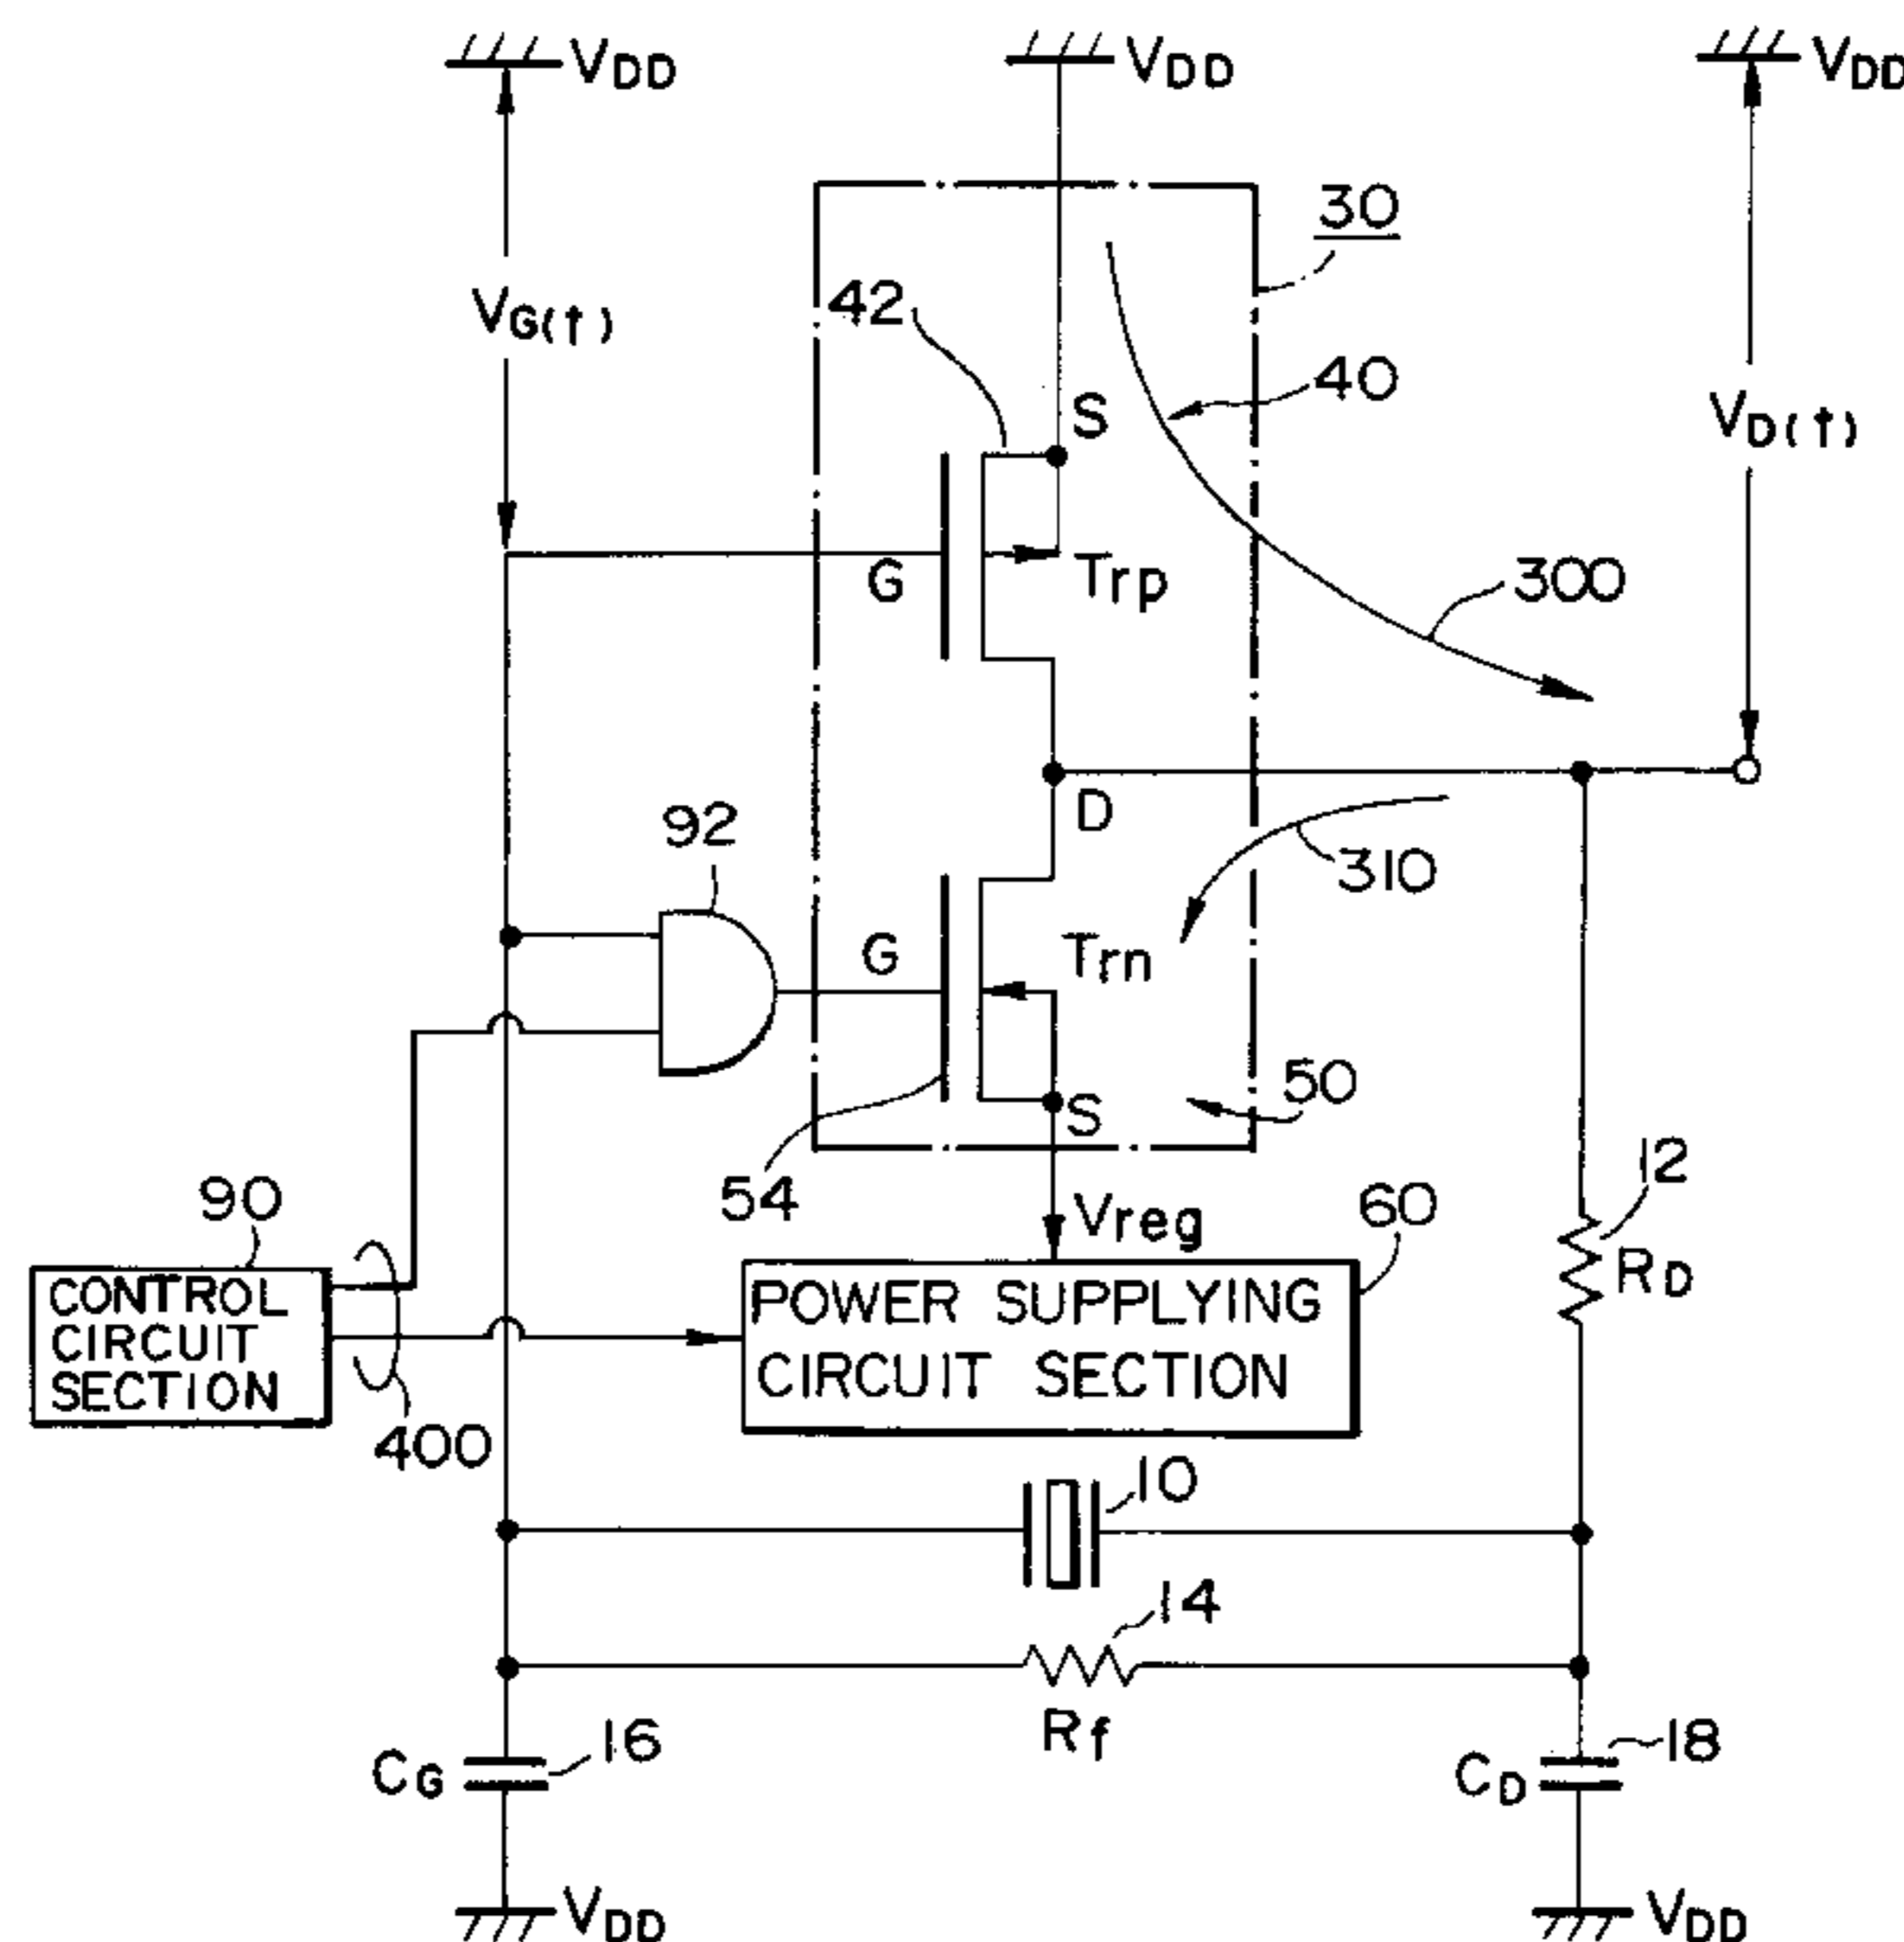 VDD
VDD
VDD
30
VG(t)
42
40
S
VD(t)
G
Trp
300
D
92
310
G
Trn
50
S
12
54
90
Vreg
60
RD
CONTROL
CIRCUIT
SECTION
POWER SUPPLYING
CIRCUIT SECTION
400
10
14
Rf
16
18
CG
CD
VDD
VDD